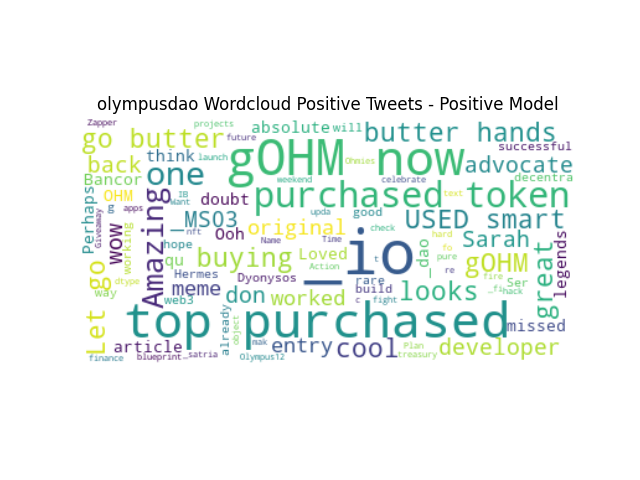 olympusdao Wordcloud Positive Tweets - Positive Model
Zapper projects absolute will butter hands
go butter future gOHM now successful
back think launch Ohmies advocate
Bancor one weekend celebrate decentra
OHM IB Want doubt purchased text token
g apps _MS03 upda good USED smart
Perhaps Giveaway working wow Amazing nft Ooh original Name Time check hard Sarah great legends
hope _io _dao fo pure
qu buying Loved t gOHM
dtype Hermes Dyonysos Action rare re fire Ser
way web3 meme don worked build looks _fi hack
Let go c fight
top purchased missed
already object
article mak entry cool Plan developer
finance blueprint _satria Olympus12 treasury